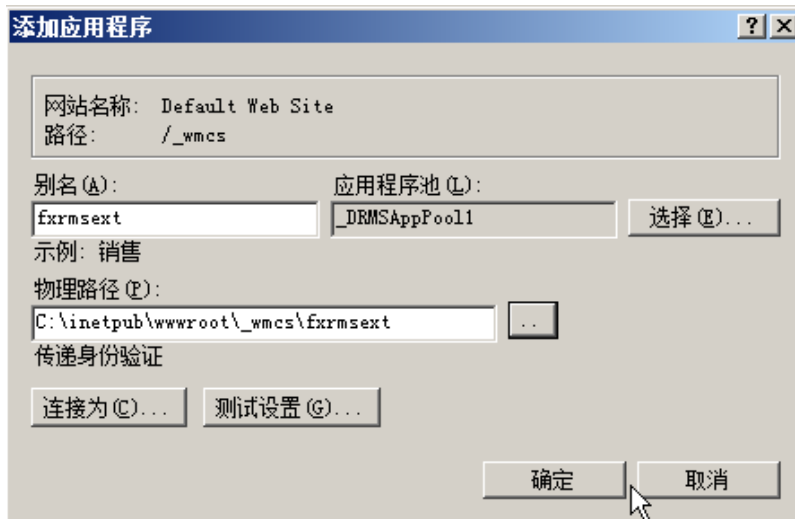 添加应用程序
网站名称: Default Web Site
路径: /_wmcs
别名(A): 应用程序池(L):
fxrmsext _DRMSAppPool1 选择(E)...
示例: 销售
物理路径(P):
C:\inetpub\wwwroot\_wmcs\fxrmsext ..
传递身份验证
连接为(C)... 测试设置(G)...
确定 取消